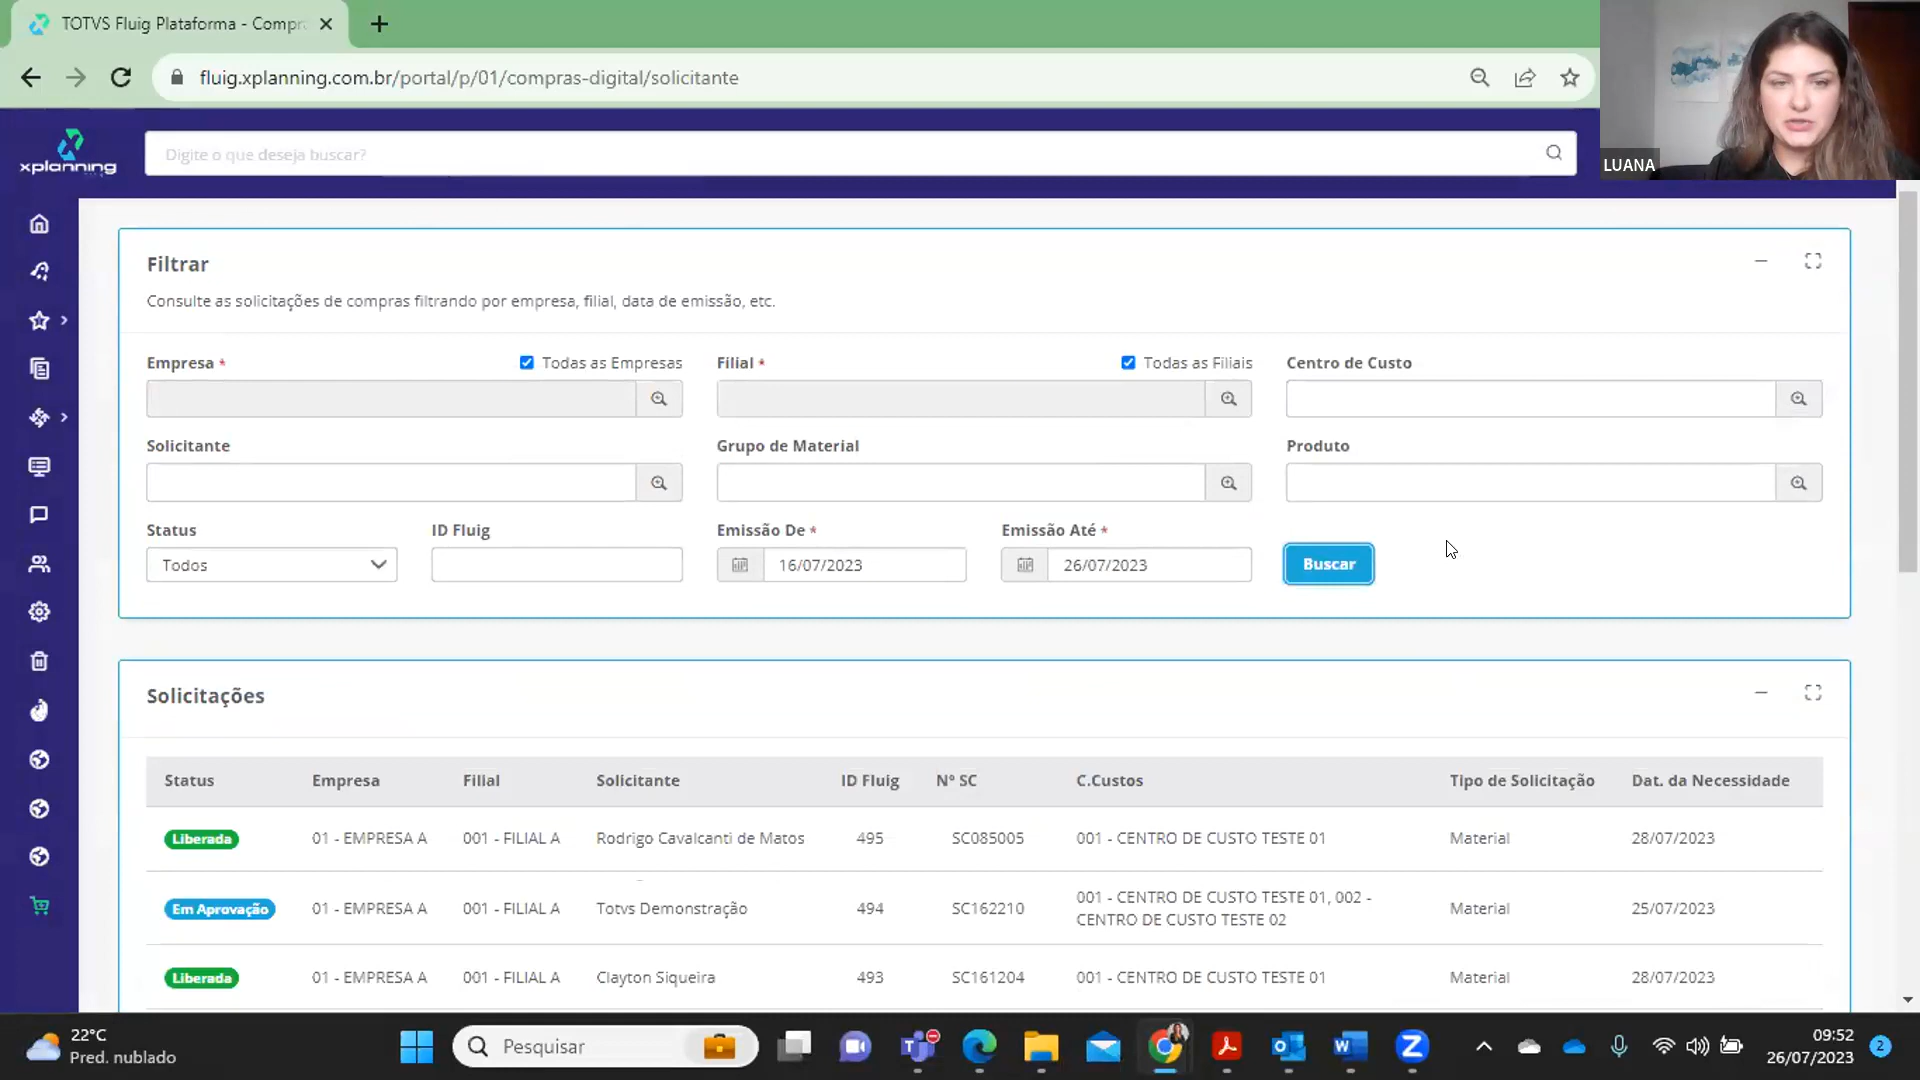 TOTVS Fluig Plataforma - Compr
fluig.xplanning.com.br/portal/p/01/compras-digital/solicitante
LUANA
xplanning
Digite o que deseja buscar?
Filtrar
Consulte as solicitações de compras filtrando por empresa, filial, data de emissão, etc.
Empresa * Todas as Empresas Filial * Todas as Filiais Centro de Custo
Solicitante Grupo de Material Produto
Status ID Fluig Emissão De * Emissão Até *
Todos 16/07/2023 26/07/2023 Buscar
Solicitações
Status Empresa Filial Solicitante ID Fluig Nº SC C.Custos Tipo de Solicitação Dat. da Necessidade
Liberada 01 - EMPRESA A 001 - FILIAL A Rodrigo Cavalcanti de Matos 495 SC085005 001 - CENTRO DE CUSTO TESTE 01 Material 28/07/2023
Em Aprovação 01 - EMPRESA A 001 - FILIAL A Totvs Demonstração 494 SC162210 001 - CENTRO DE CUSTO TESTE 01, 002 -
CENTRO DE CUSTO TESTE 02 Material 25/07/2023
Liberada 01 - EMPRESA A 001 - FILIAL A Clayton Siqueira 493 SC161204 001 - CENTRO DE CUSTO TESTE 01 Material 28/07/2023
22°C
Pred. nublado
Pesquisar
09:52
26/07/2023
2